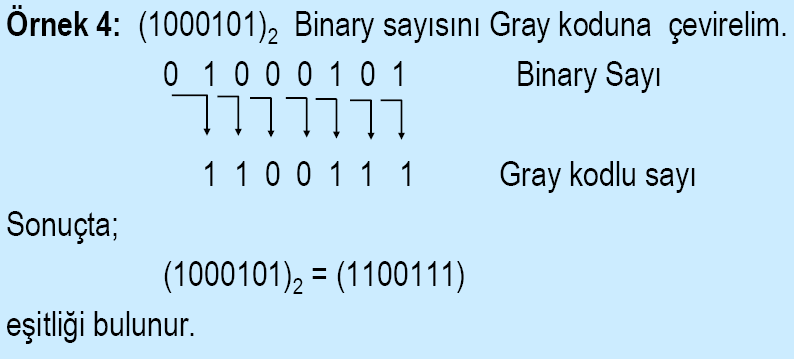 Örnek 4: (1000101)₂ Binary sayısını Gray koduna çevirelim.
0 1 0 0 0 1 0 1 Binary Sayı
1 1 0 0 1 1 1 Gray kodlu sayı
Sonuçta;
(1000101)₂ = (1100111)
eşitliği bulunur.